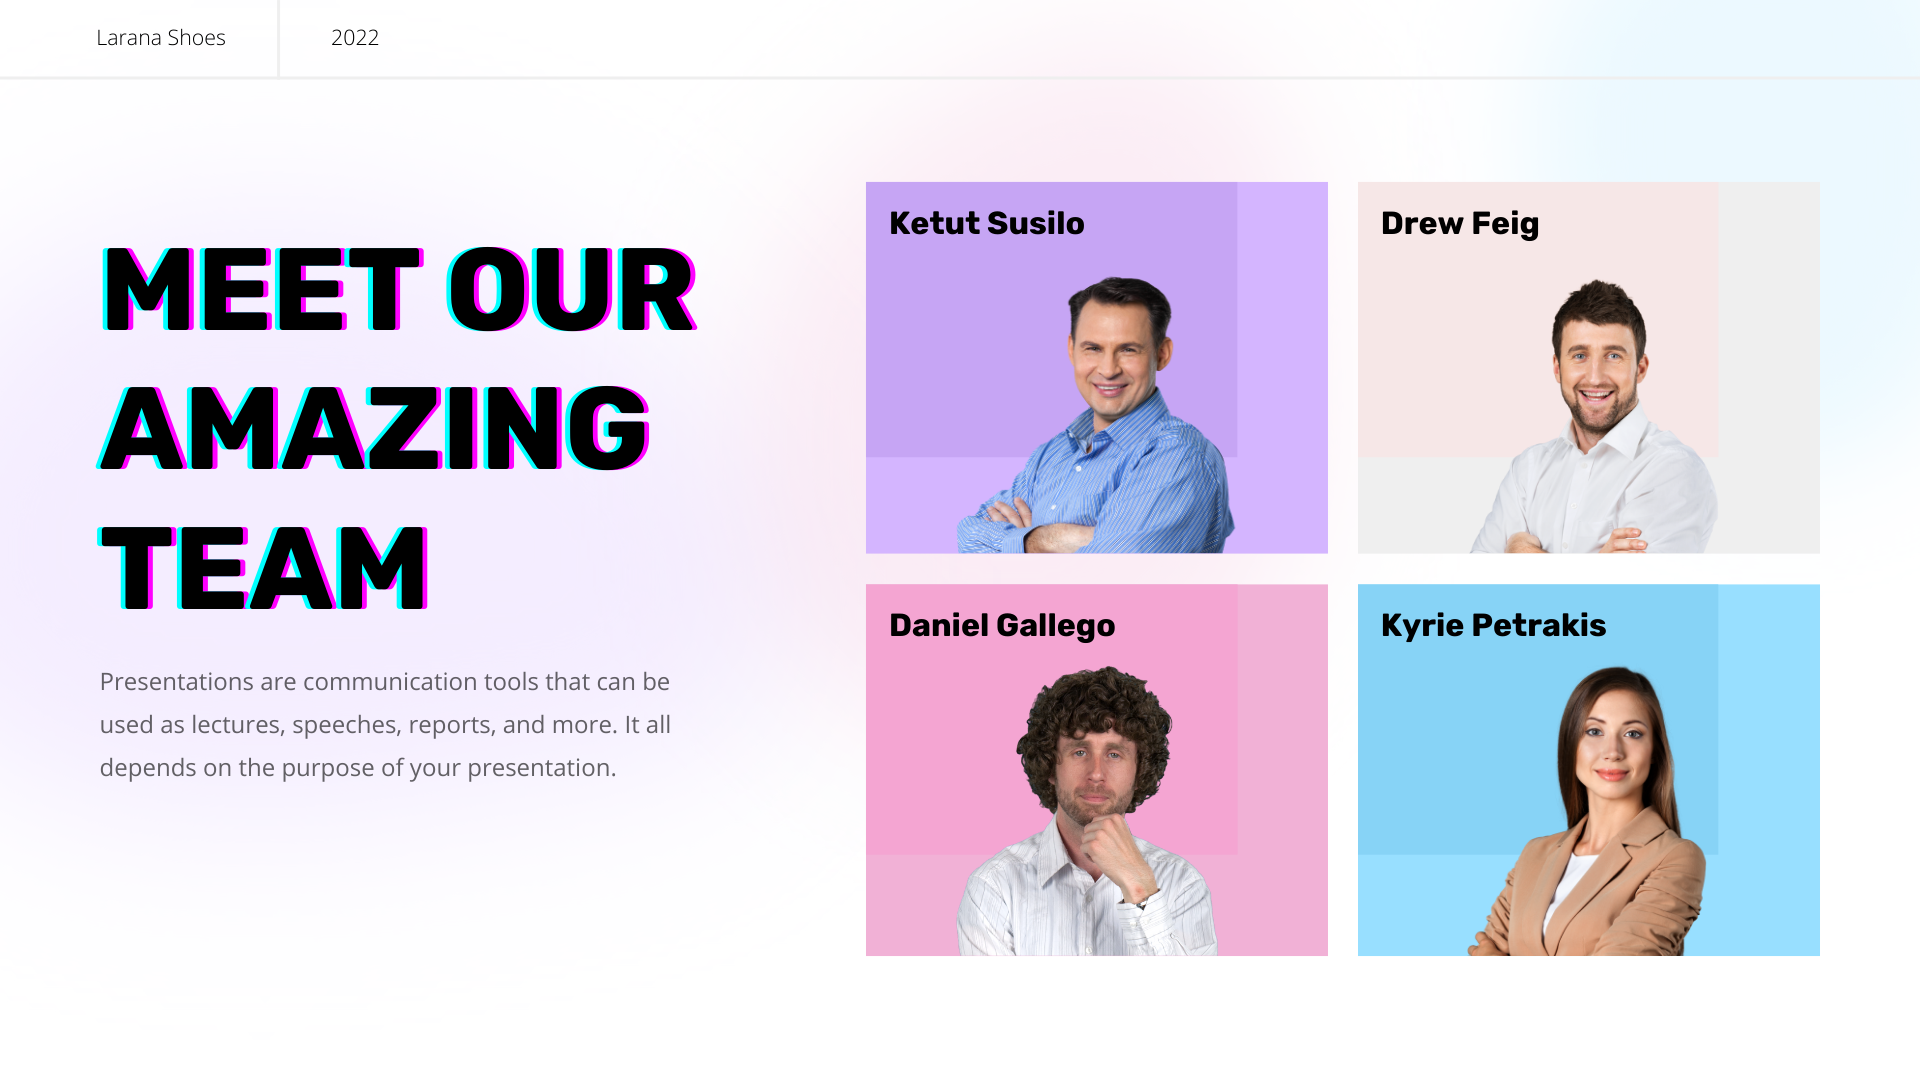 Larana Shoes
2022
MEET OUR
AMAZING
TEAM
Presentations are communication tools that can be
used as lectures, speeches, reports, and more. It all
depends on the purpose of your presentation.
Ketut Susilo
Drew Feig
Daniel Gallego
Kyrie Petrakis